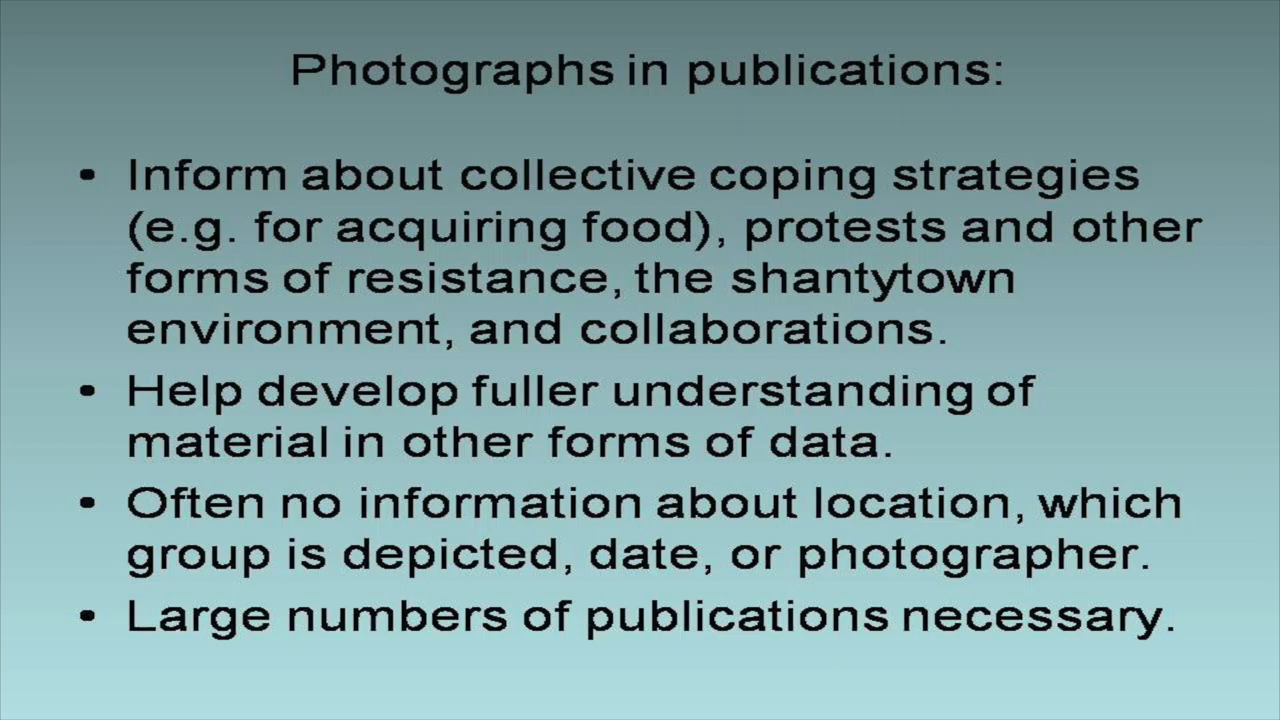 Photographs in publications:
• Inform about collective coping strategies
(e.g. for acquiring food), protests and other
forms of resistance, the shantytown
environment, and collaborations.
• Help develop fuller understanding of
material in other forms of data.
• Often no information about location, which
group is depicted, date, or photographer.
• Large numbers of publications necessary.